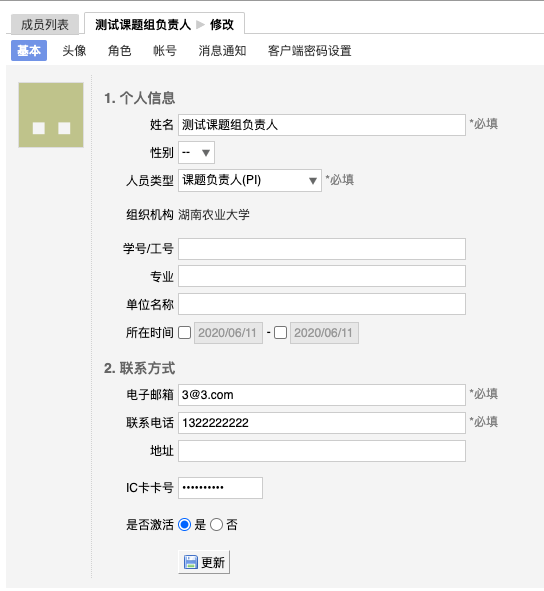 成员列表 测试课题组负责人 ▶ 修改
基本 头像 角色 帐号 消息通知 客户端密码设置
1. 个人信息
姓名 测试课题组负责人 *必填
性别 -- ▼
人员类型 课题负责人(PI) ▼ *必填
组织机构 湖南农业大学
学号/工号
专业
单位名称
所在时间 2020/06/11 - 2020/06/11
2. 联系方式
电子邮箱 3@3.com *必填
联系电话 1322222222 *必填
地址
IC卡卡号 ••••••••••
是否激活 是 否
更新